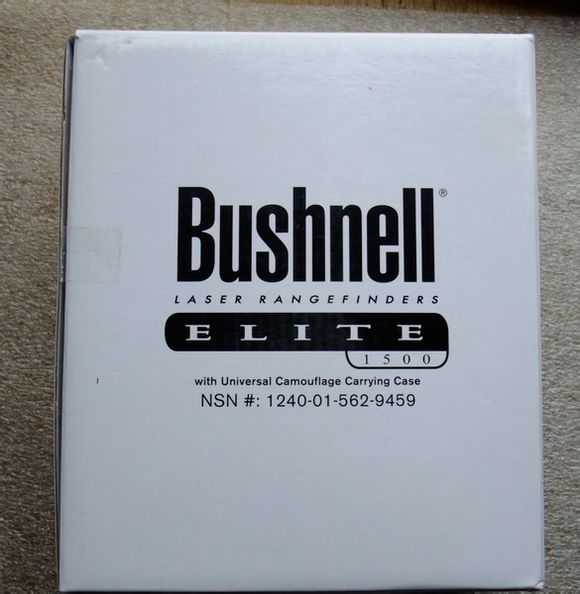 Bushnell®
LASER RANGEFINDERS
ELITE
1500
with Universal Camouflage Carrying Case
NSN #: 1240-01-562-9459